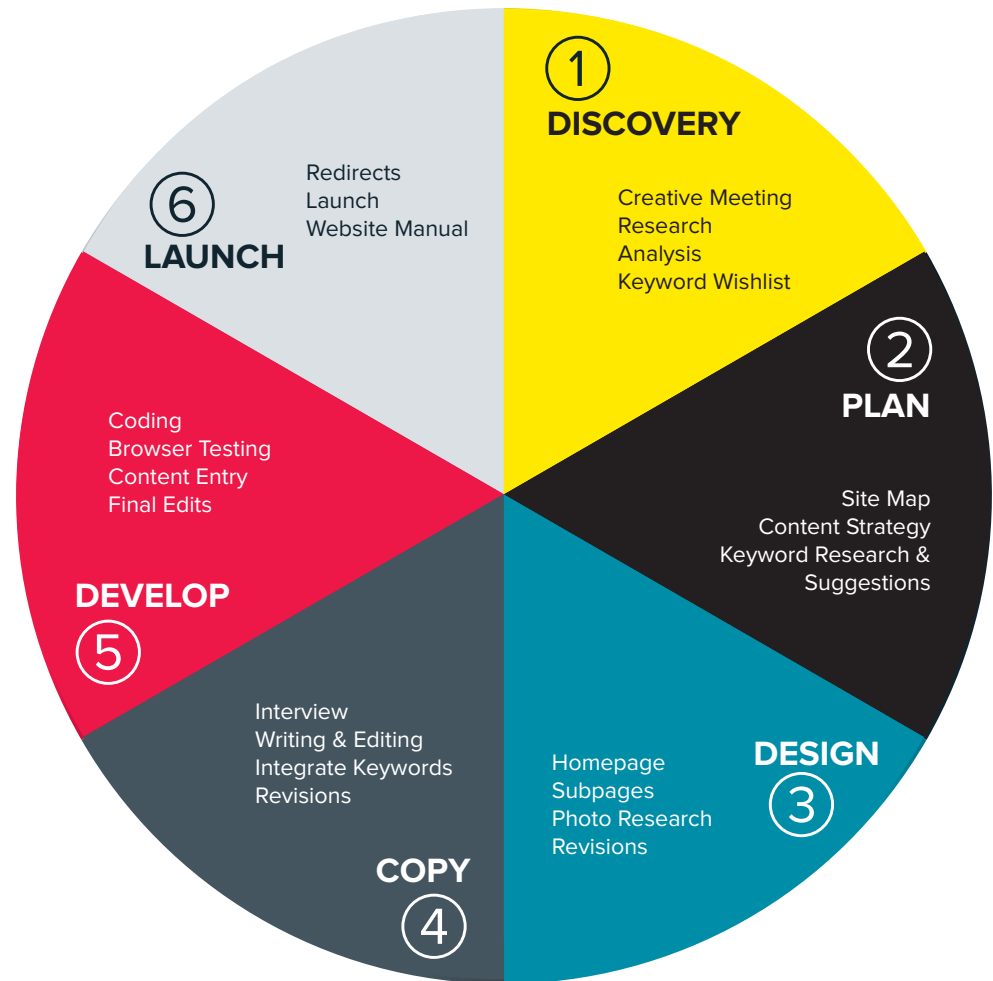 1
DISCOVERY
Creative Meeting
Research
Analysis
Keyword Wishlist
2
PLAN
Site Map
Content Strategy
Keyword Research &
Suggestions
DESIGN
3
Homepage
Subpages
Photo Research
Revisions
Interview
Writing & Editing
Integrate Keywords
Revisions
COPY
4
Coding
Browser Testing
Content Entry
Final Edits
DEVELOP
5
6
LAUNCH
Redirects
Launch
Website Manual